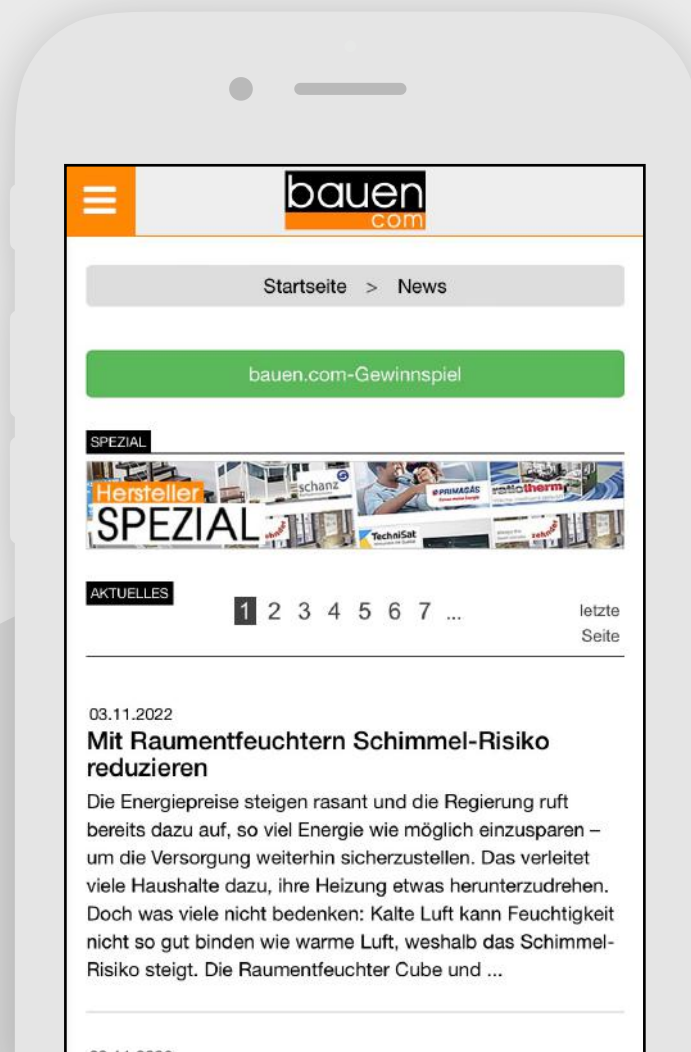 bauen
com
Startseite > News
bauen.com-Gewinnspiel
SPEZIAL
Hersteller
SPEZIAL
schanz
PRIMAGAS
ratiotherm
TechniSat
zehnder
AKTUELLES
1 2 3 4 5 6 7 ...
letzte
Seite
03.11.2022
Mit Raumentfeuchtern Schimmel-Risiko
reduzieren
Die Energiepreise steigen rasant und die Regierung ruft
bereits dazu auf, so viel Energie wie möglich einzusparen –
um die Versorgung weiterhin sicherzustellen. Das verleitet
viele Haushalte dazu, ihre Heizung etwas herunterzudrehen.
Doch was viele nicht bedenken: Kalte Luft kann Feuchtigkeit
nicht so gut binden wie warme Luft, weshalb das Schimmel-
Risiko steigt. Die Raumentfeuchter Cube und ...